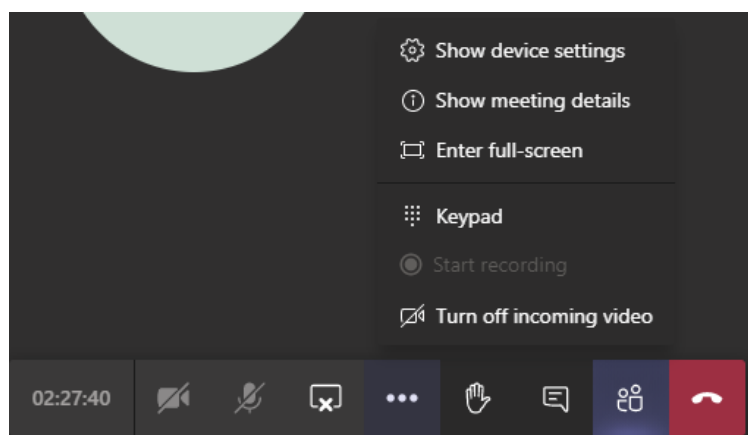 Show device settings
Show meeting details
Enter full-screen
Keypad
Start recording
Turn off incoming video
02:27:40